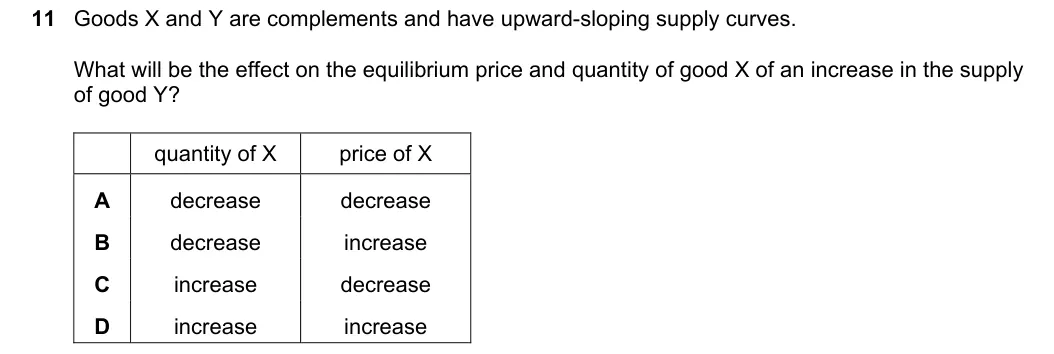 11 Goods X and Y are complements and have upward-sloping supply curves.
What will be the effect on the equilibrium price and quantity of good X of an increase in the supply
of good Y?
quantity of X price of X
A decrease decrease
B decrease increase
C increase decrease
D increase increase